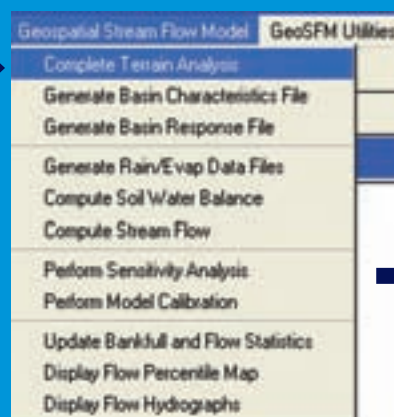 Geospatial Stream Flow Model GeoSFM Utilities
Complete Terrain Analysis
Generate Basin Characteristics File
Generate Basin Response File
Generate Rain/Evap Data Files
Compute Soil Water Balance
Compute Stream Flow
Perform Sensitivity Analysis
Perform Model Calibration
Update Bankfull and Flow Statistics
Display Flow Percentile Map
Display Flow Hydrographs